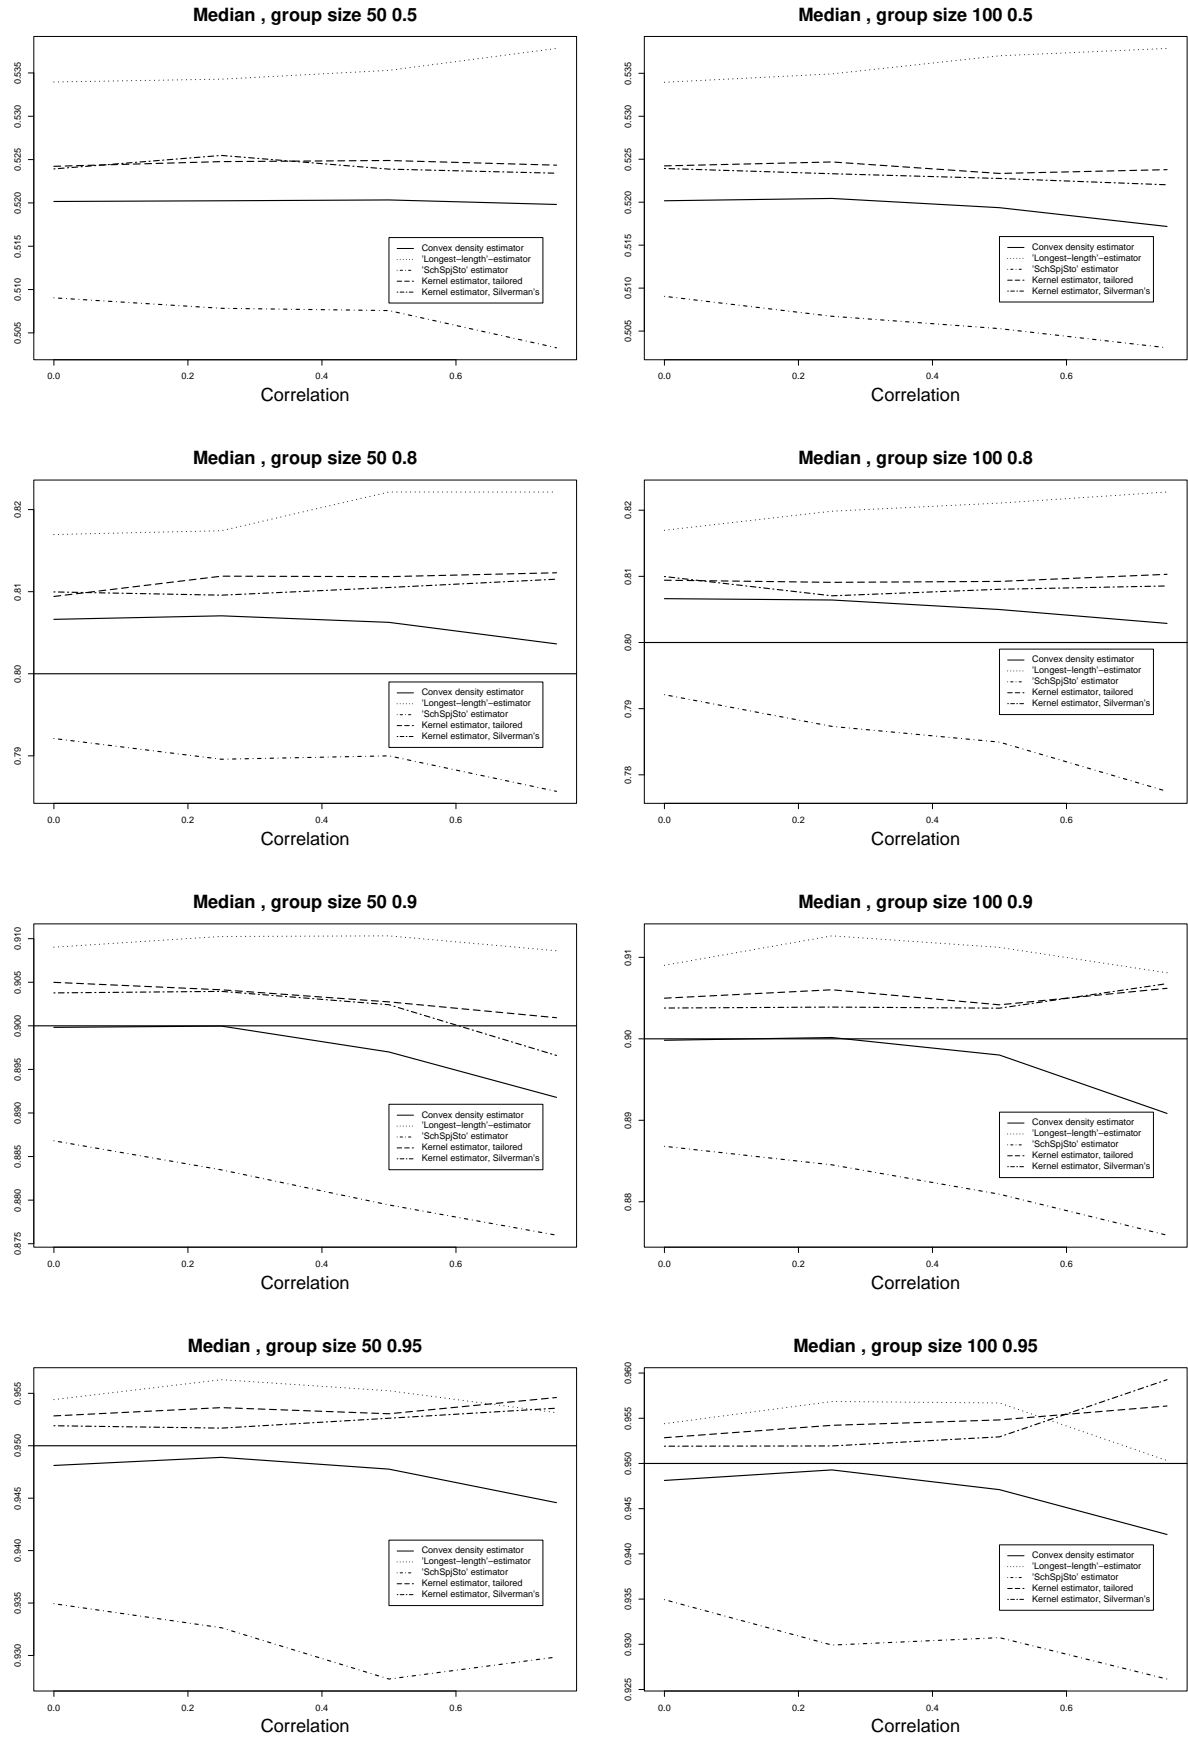 Median , group size 50 0.5
0.535
0.530
0.525
0.520
0.515
0.510
0.505
Convex density estimator
'Longest−length'−estimator
'SchSpjSto' estimator
Kernel estimator, tailored
Kernel estimator, Silverman's
0.0 0.2 0.4 0.6
Correlation
Median , group size 100 0.5
0.535
0.530
0.525
0.520
0.515
0.510
0.505
Convex density estimator
'Longest−length'−estimator
'SchSpjSto' estimator
Kernel estimator, tailored
Kernel estimator, Silverman's
0.0 0.2 0.4 0.6
Correlation
Median , group size 50 0.8
0.82
0.81
0.80
0.79
Convex density estimator
'Longest−length'−estimator
'SchSpjSto' estimator
Kernel estimator, tailored
Kernel estimator, Silverman's
0.0 0.2 0.4 0.6
Correlation
Median , group size 100 0.8
0.82
0.81
0.80
0.79
0.78
Convex density estimator
'Longest−length'−estimator
'SchSpjSto' estimator
Kernel estimator, tailored
Kernel estimator, Silverman's
0.0 0.2 0.4 0.6
Correlation
Median , group size 50 0.9
0.910
0.905
0.900
0.895
0.890
0.885
0.880
0.875
Convex density estimator
'Longest−length'−estimator
'SchSpjSto' estimator
Kernel estimator, tailored
Kernel estimator, Silverman's
0.0 0.2 0.4 0.6
Correlation
Median , group size 100 0.9
0.91
0.90
0.89
0.88
Convex density estimator
'Longest−length'−estimator
'SchSpjSto' estimator
Kernel estimator, tailored
Kernel estimator, Silverman's
0.0 0.2 0.4 0.6
Correlation
Median , group size 50 0.95
0.955
0.950
0.945
0.940
0.935
0.930
Convex density estimator
'Longest−length'−estimator
'SchSpjSto' estimator
Kernel estimator, tailored
Kernel estimator, Silverman's
0.0 0.2 0.4 0.6
Correlation
Median , group size 100 0.95
0.960
0.955
0.950
0.945
0.940
0.935
0.930
0.925
Convex density estimator
'Longest−length'−estimator
'SchSpjSto' estimator
Kernel estimator, tailored
Kernel estimator, Silverman's
0.0 0.2 0.4 0.6
Correlation